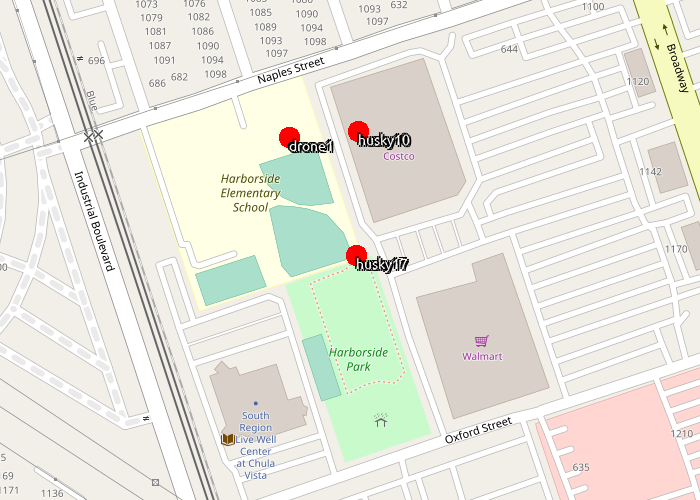 1073
1079
1081
1087
1091
1076
1082
1086
1090
1094
1098
1085
1089
1093
1097
1090
1094
1098
1093
1097
632
1100
696
686
682
644
Naples Street
Broadway
1120
1142
1170
Blue
Industrial Boulevard
drone1
husky10
Costco
Harborside
Elementary
School
husky17
Walmart
Harborside
Park
South
Region
Live Well
Center
at Chula
Vista
Oxford Street
635
1210
1136
1171
169